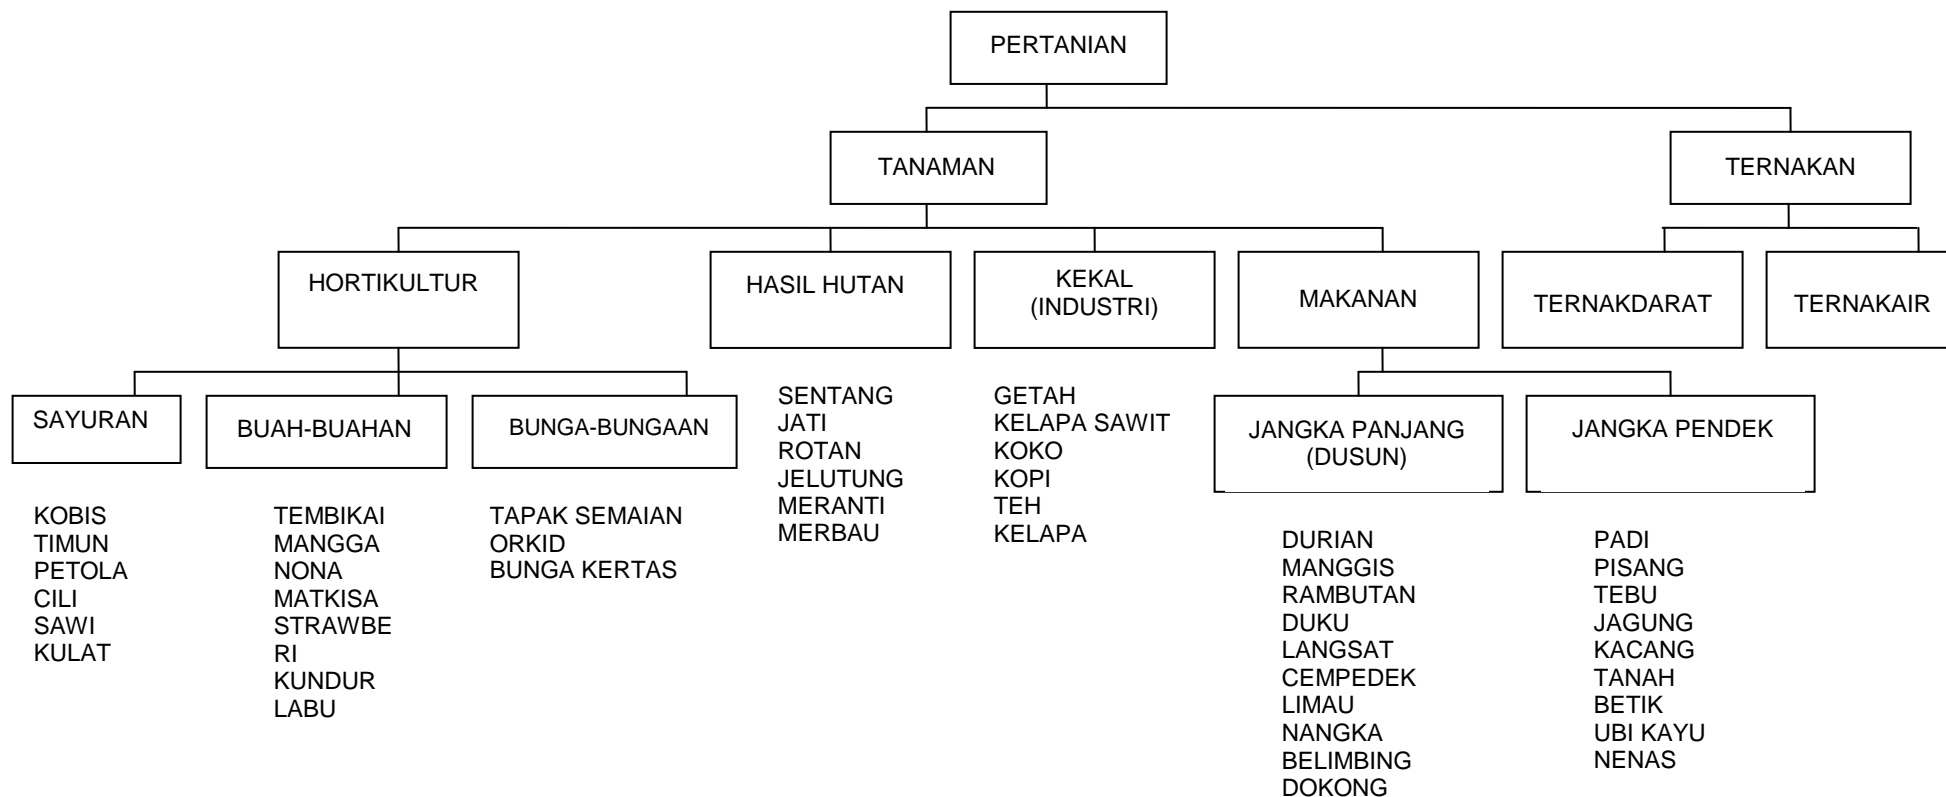 PERTANIAN
TANAMAN
TERNAKAN
HORTIKULTUR
HASIL HUTAN
KEKAL
(INDUSTRI)
MAKANAN
TERNAKDARAT
TERNAKAIR
SAYURAN
BUAH-BUAHAN
BUNGA-BUNGAAN
SENTANG
JATI
ROTAN
JELUTUNG
MERANTI
MERBAU
GETAH
KELAPA SAWIT
KOKO
KOPI
TEH
KELAPA
JANGKA PANJANG
(DUSUN)
JANGKA PENDEK
KOBIS
TIMUN
PETOLA
CILI
SAWI
KULAT
TEMBIKAI
MANGGA
NONA
MATKISA
STRAWBE
RI
KUNDUR
LABU
TAPAK SEMAIAN
ORKID
BUNGA KERTAS
DURIAN
MANGGIS
RAMBUTAN
DUKU
LANGSAT
CEMPEDEK
LIMAU
NANGKA
BELIMBING
DOKONG
PADI
PISANG
TEBU
JAGUNG
KACANG
TANAH
BETIK
UBI KAYU
NENAS